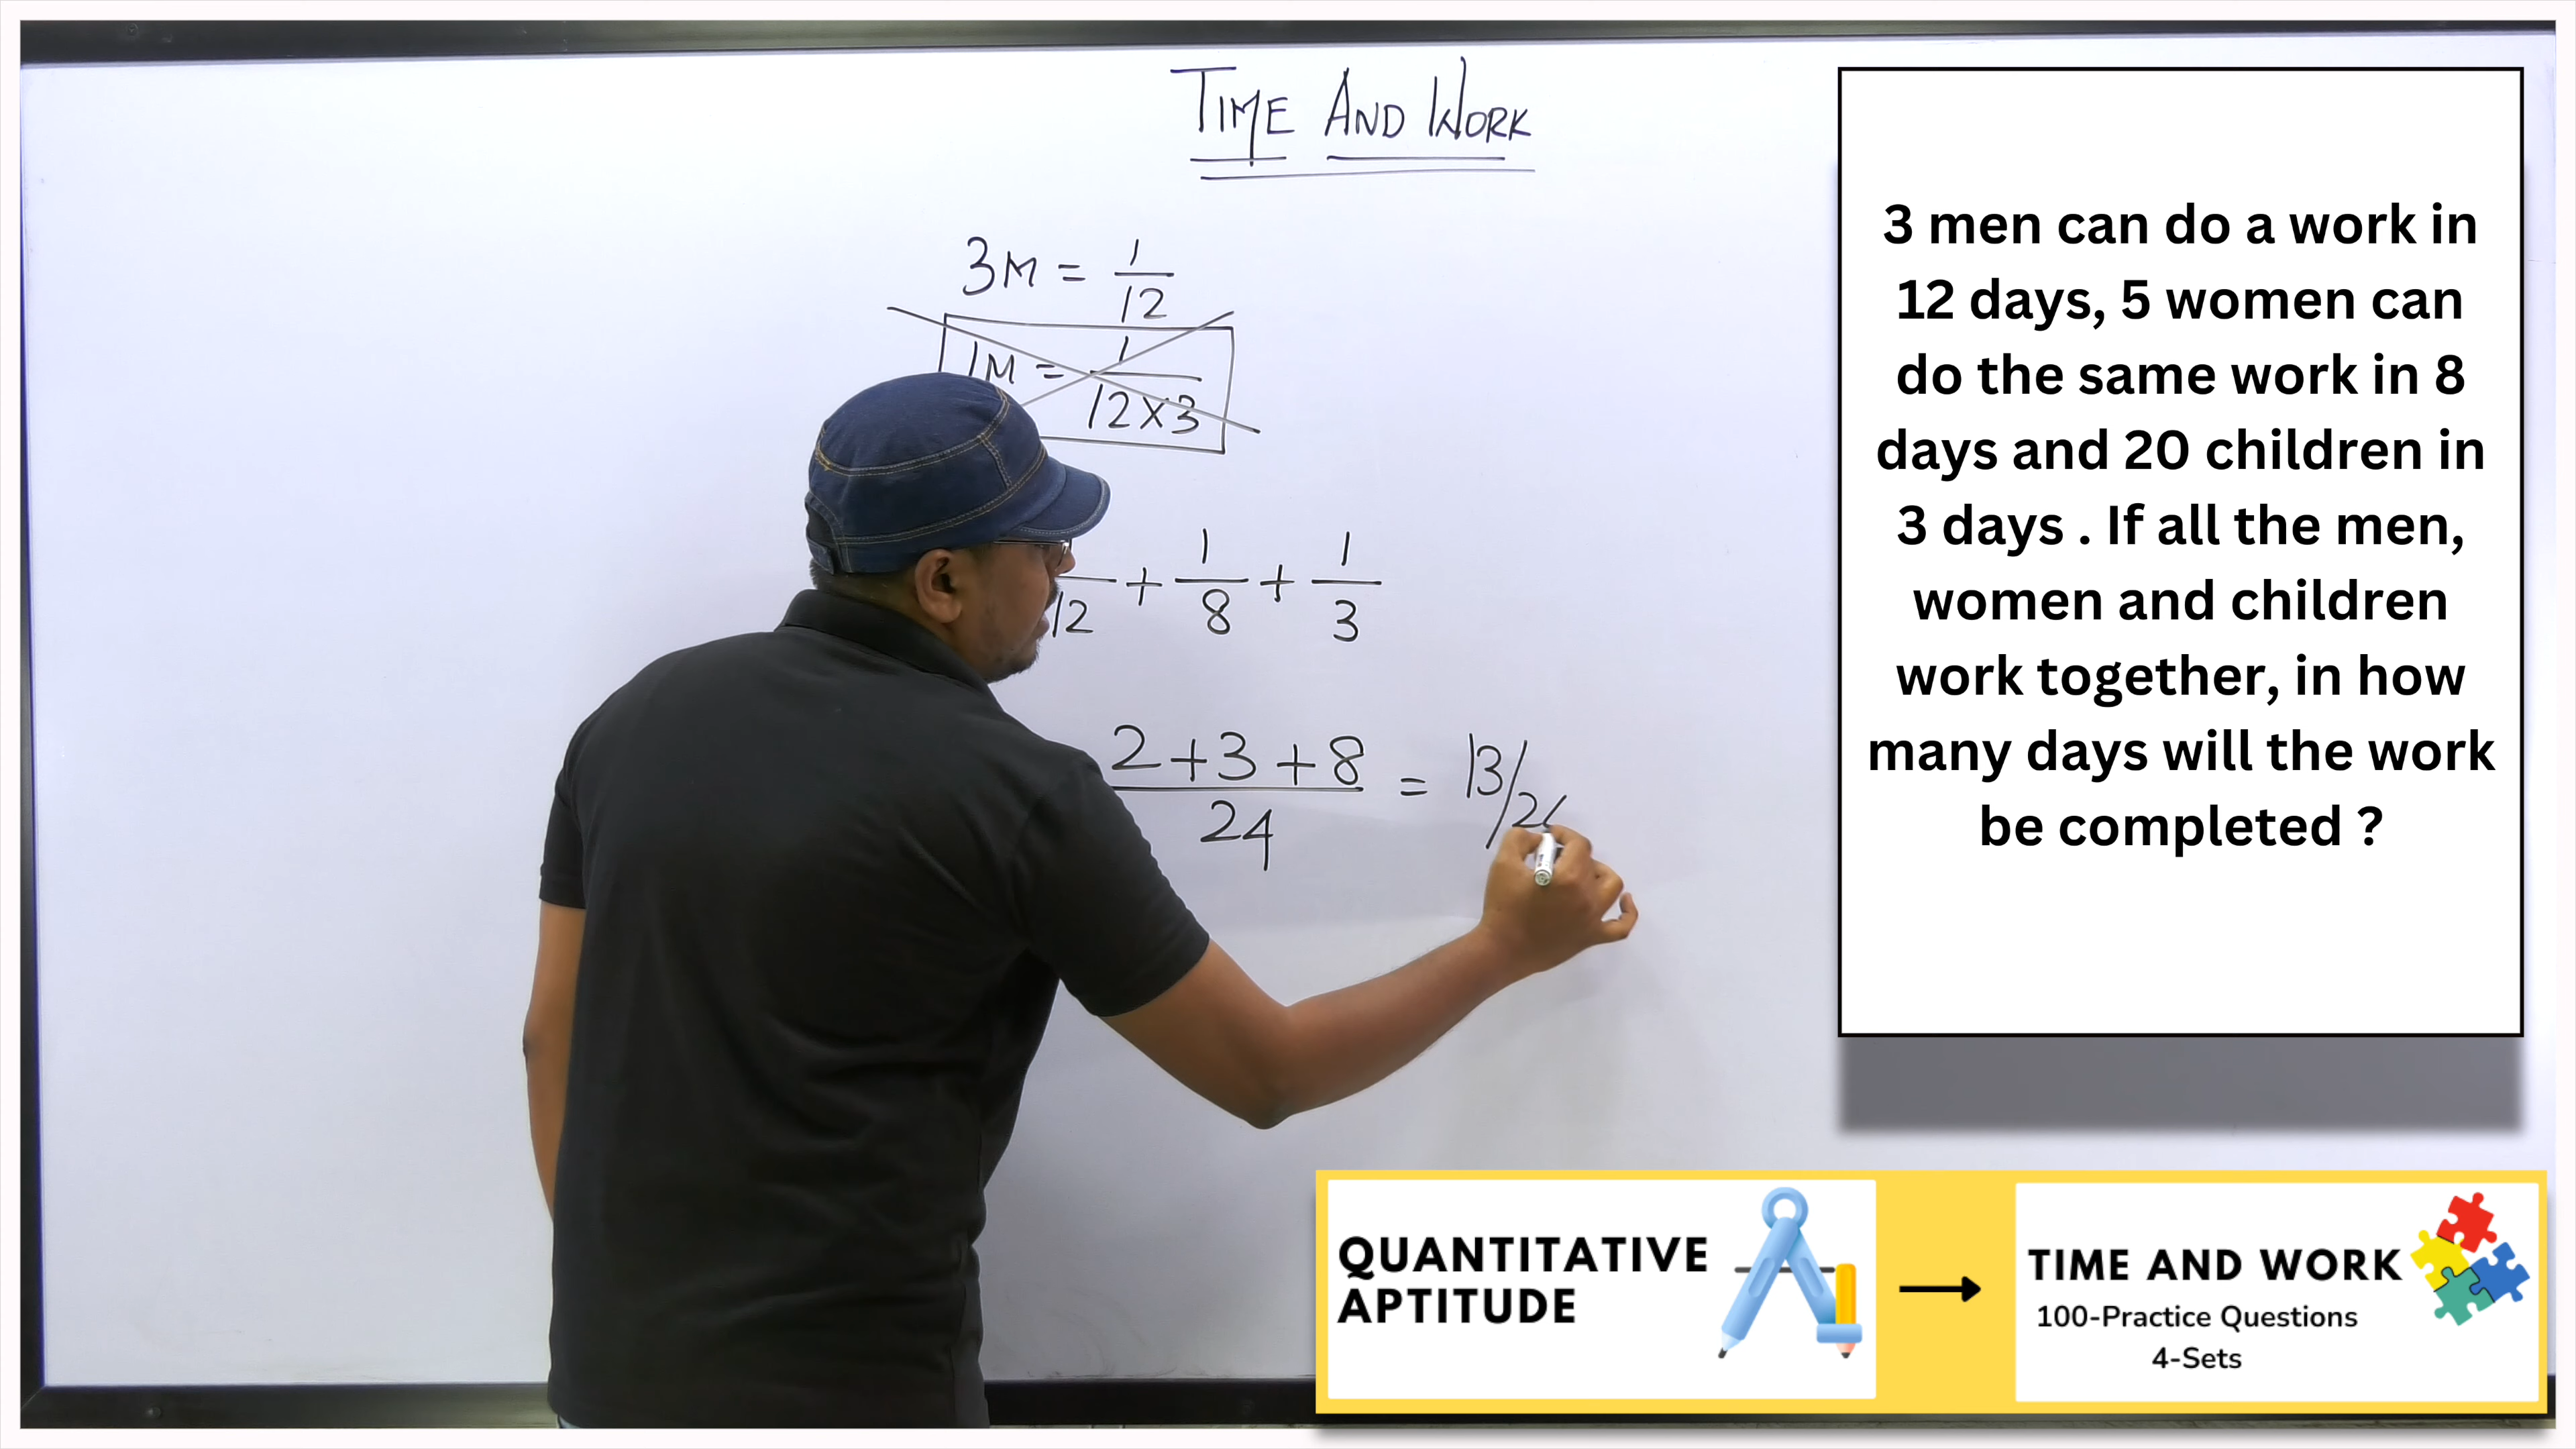 TIME AND WORK
3M = 1/12
1M = 1/12×3
12 + 1/8 + 1/3
2+3+8/24 = 13/2
3 men can do a work in
12 days, 5 women can
do the same work in 8
days and 20 children in
3 days . If all the men,
women and children
work together, in how
many days will the work
be completed ?
QUANTITATIVE
APTITUDE
TIME AND WORK
100-Practice Questions
4-Sets